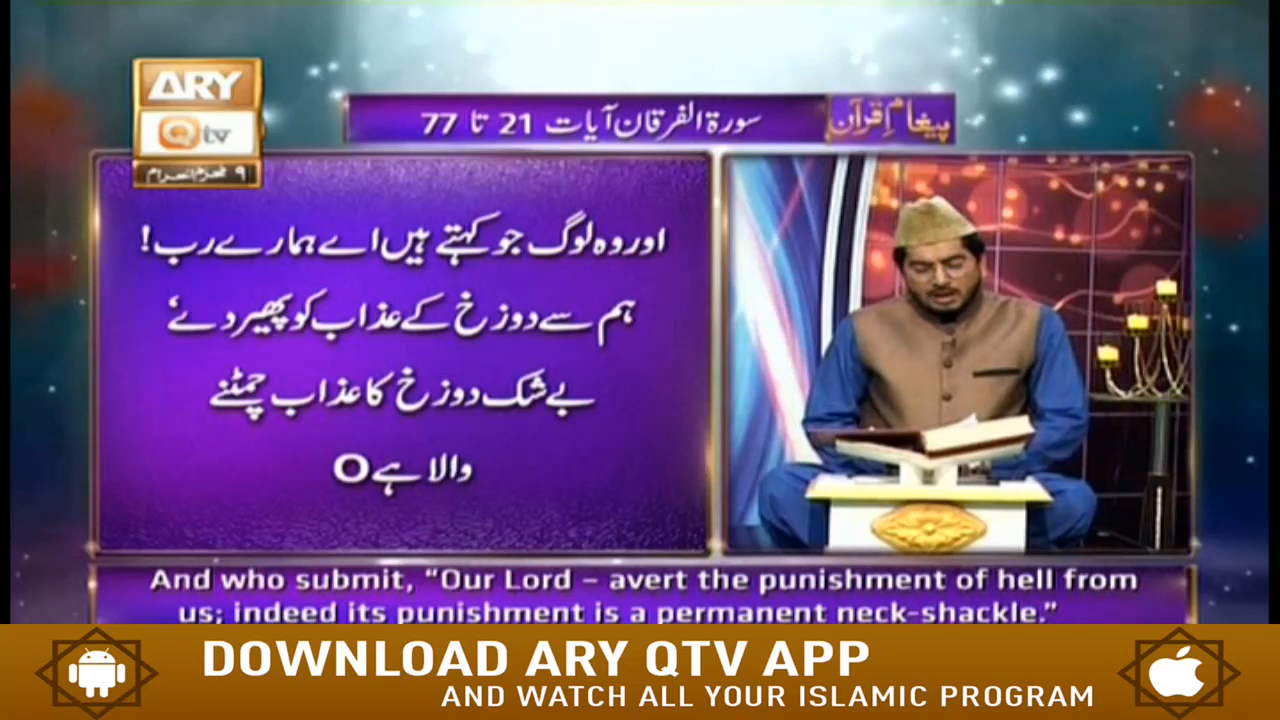 ARY
Qtv
۹ محرم الحرام
پیغامِ قرآن
سورۃ الفرقان آیات 21 تا 77
اور وہ لوگ جو کہتے ہیں اے ہمارے رب!
ہم سے دوزخ کے عذاب کو پھیر دے٬
بے شک دوزخ کا عذاب چمٹنے
والا ہے O
And who submit, “Our Lord – avert the punishment of hell from
us; indeed its punishment is a permanent neck-shackle.”
DOWNLOAD ARY QTV APP
AND WATCH ALL YOUR ISLAMIC PROGRAM